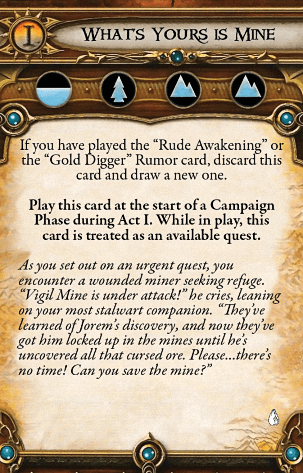 I
WHAT'S YOURS IS MINE
If you have played the “Rude Awakening” or
the “Gold Digger” Rumor card, discard this
card and draw a new one.
Play this card at the start of a Campaign
Phase during Act I. While in play, this
card is treated as an available quest.
As you set out on an urgent quest, you
encounter a wounded miner seeking refuge.
“Vigil Mine is under attack!” he cries, leaning
on your most stalwart companion. “They’ve
learned of Jorem’s discovery, and now they’ve
got him locked up in the mines until he’s
uncovered all that cursed ore. Please...there’s
no time! Can you save the mine?”